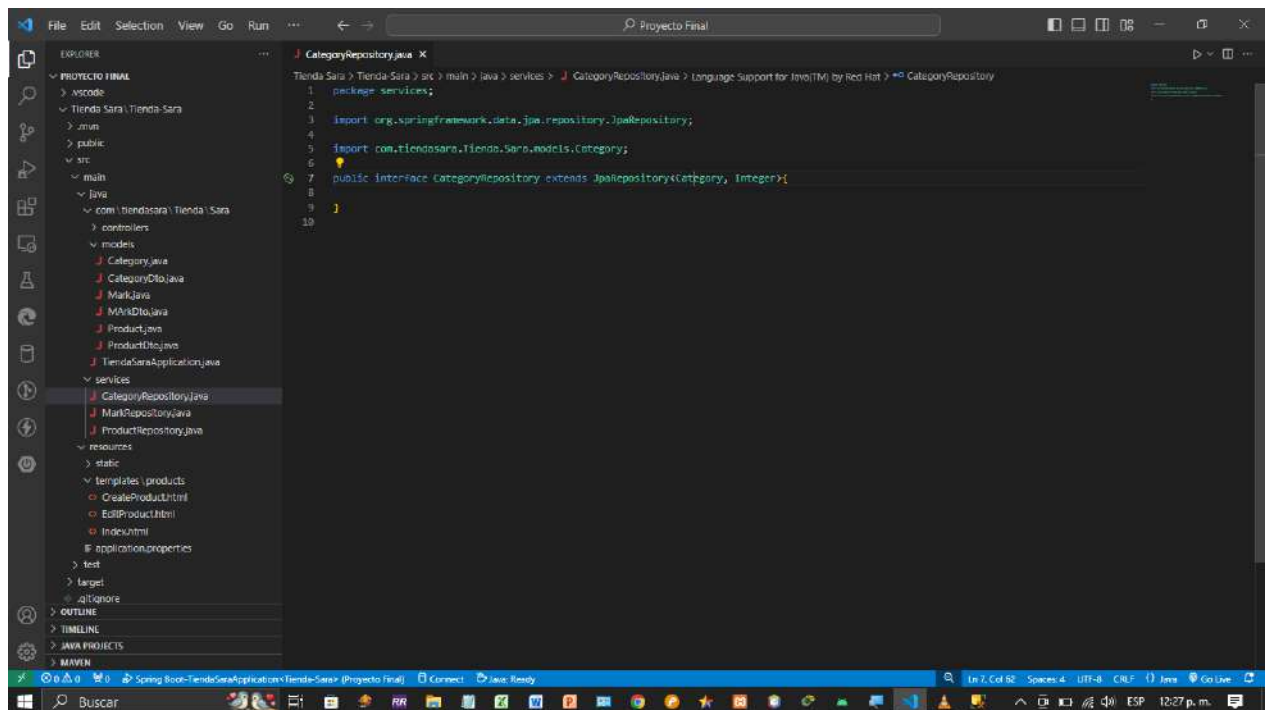 File Edit Selection View Go Run ··· Proyecto Final
EXPLORER ···
PROYECTO FINAL
> .vscode
Tienda Sara \ Tienda-Sara
> .mvn
> public
src
main
java
com \ tiendasara \ Tienda \ Sara
> controllers
models
J Category.java
J CategoryDto.java
J Mark.java
J MArkDto.java
J Product.java
J ProductDto.java
J TiendaSaraApplication.java
services
J CategoryRepository.java
J MarkRepository.java
J ProductRepository.java
resources
> static
templates \ products
<> CreateProduct.html
<> EditProduct.html
<> Index.html
application.properties
> test
> target
.gitignore
> OUTLINE
> TIMELINE
> JAVA PROJECTS
> MAVEN
J CategoryRepository.java ×
Tienda Sara > Tienda-Sara > src > main > java > services > J CategoryRepository.java > Language Support for Java(TM) by Red Hat > CategoryRepository
1 package services;
2
3 import org.springframework.data.jpa.repository.JpaRepository;
4
5 import com.tiendasara.Tienda.Sara.models.Category;
6
7 public interface CategoryRepository extends JpaRepository<Category, Integer>{
8
9 }
10
0 0 0 Spring Boot-TiendaSaraApplication<Tienda-Sara> (Proyecto Final) Connect Java: Ready Ln 7, Col 62 Spaces: 4 UTF-8 CRLF {} Java Go Live
Buscar RR ESP 12:27 p. m.